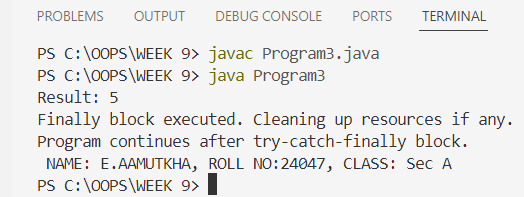 PROBLEMS OUTPUT DEBUG CONSOLE PORTS TERMINAL
PS C:\OOPS\WEEK 9> javac Program3.java
PS C:\OOPS\WEEK 9> java Program3
Result: 5
Finally block executed. Cleaning up resources if any.
Program continues after try-catch-finally block.
NAME: E.AAMUTKHA, ROLL NO:24047, CLASS: Sec A
PS C:\OOPS\WEEK 9>